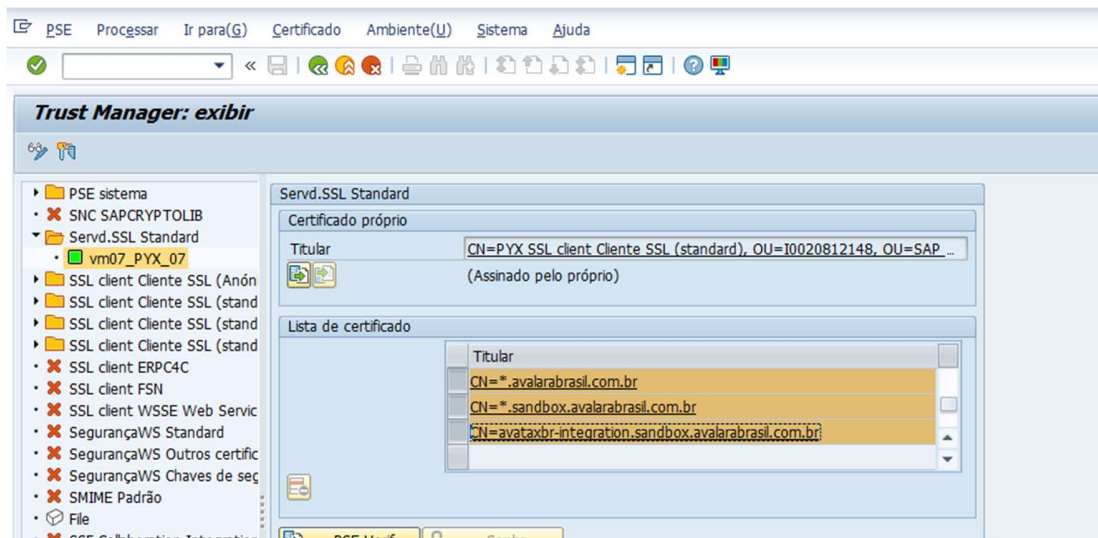 PSE Processar Ir para(G) Certificado Ambiente(U) Sistema Ajuda
Trust Manager: exibir
PSE sistema
SNC SAPCRYPTOLIB
Servd.SSL Standard
vm07_PYX_07
SSL client Cliente SSL (Anón
SSL client Cliente SSL (stand
SSL client Cliente SSL (stand
SSL client Cliente SSL (stand
SSL client ERPC4C
SSL client FSN
SSL client WSSE Web Servic
SegurançaWS Standard
SegurançaWS Outros certific
SegurançaWS Chaves de seg
SMIME Padrão
File
Servd.SSL Standard
Certificado próprio
Titular CN=PYX SSL client Cliente SSL (standard), OU=I0020812148, OU=SAP ...
(Assinado pelo próprio)
Lista de certificado
Titular
CN=*.avalarabrasil.com.br
CN=*.sandbox.avalarabrasil.com.br
CN=avataxbr-integration.sandbox.avalarabrasil.com.br